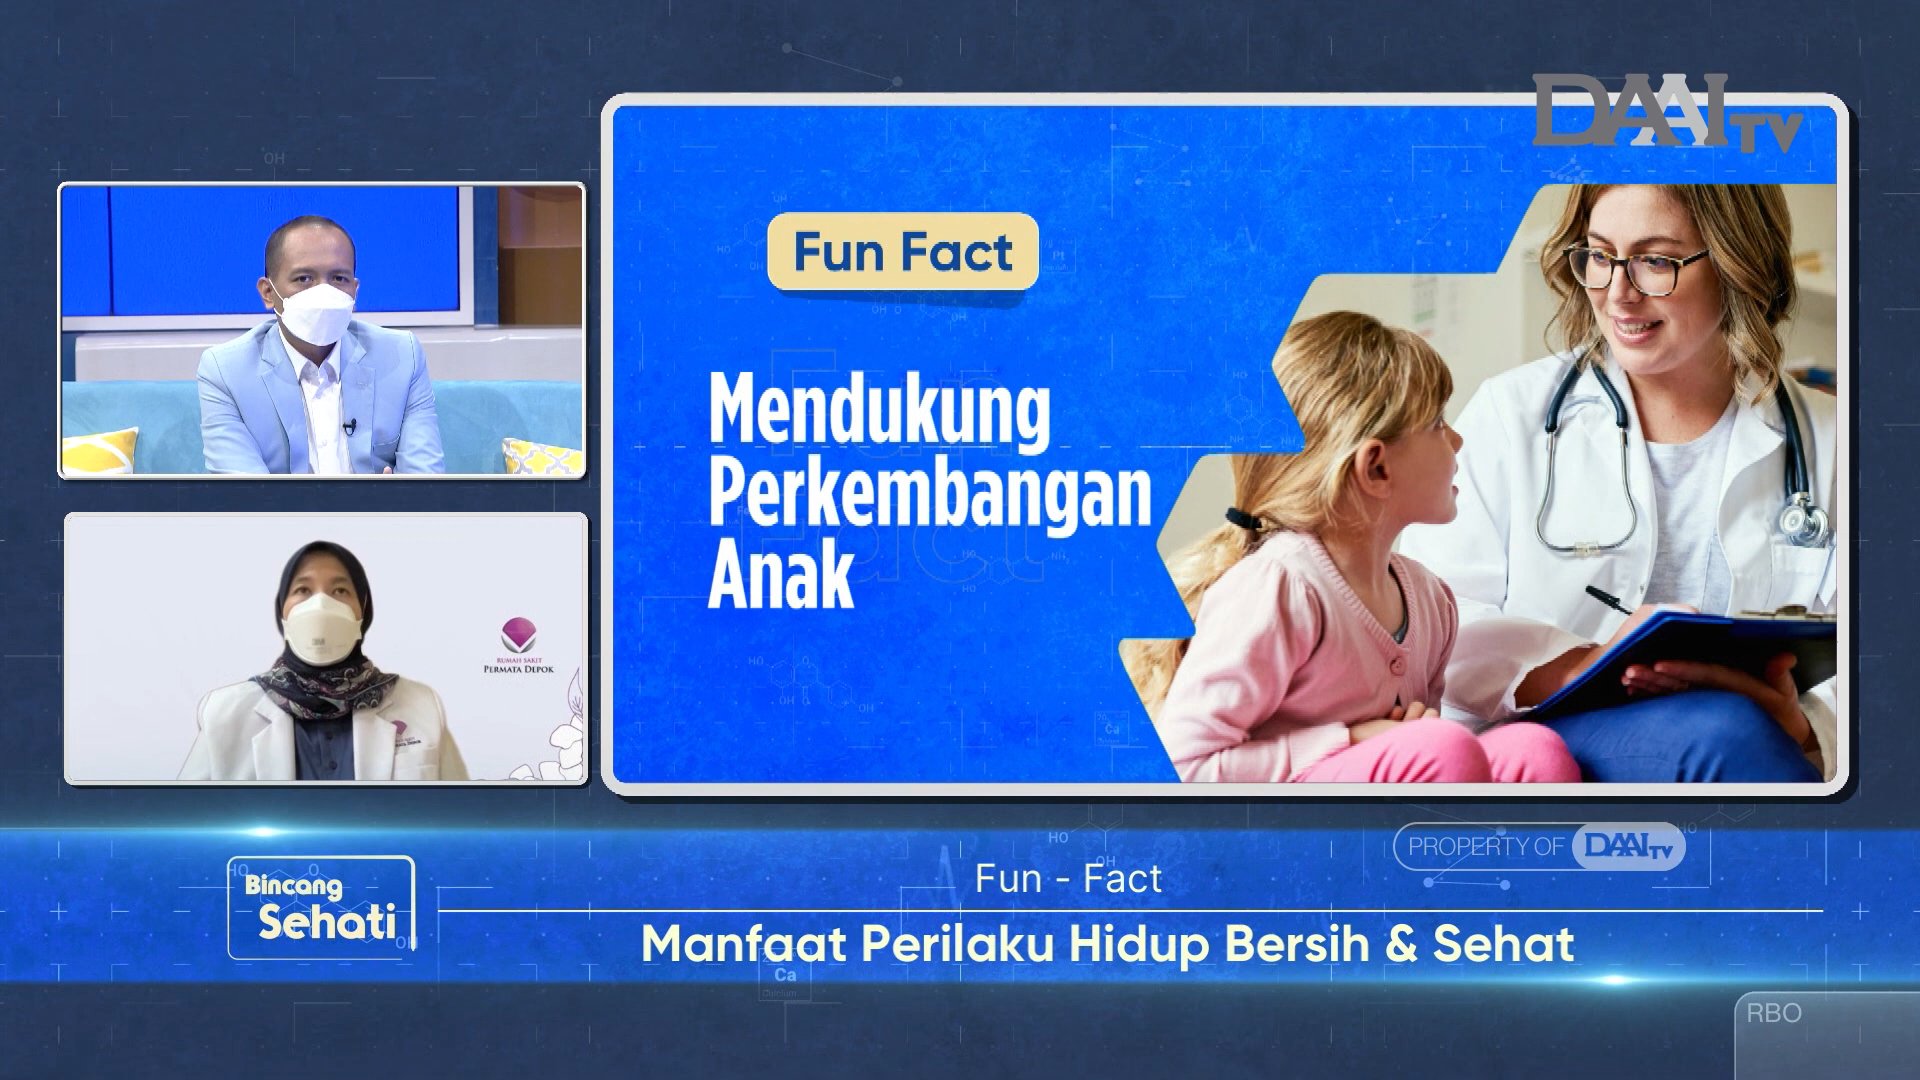 DAAI TV
Fun Fact
Mendukung
Perkembangan
Anak
RUMAH SAKIT
PERMATA DEPOK
PROPERTY OF DAAI TV
Bincang
Sehati
Fun - Fact
Manfaat Perilaku Hidup Bersih & Sehat
RBO